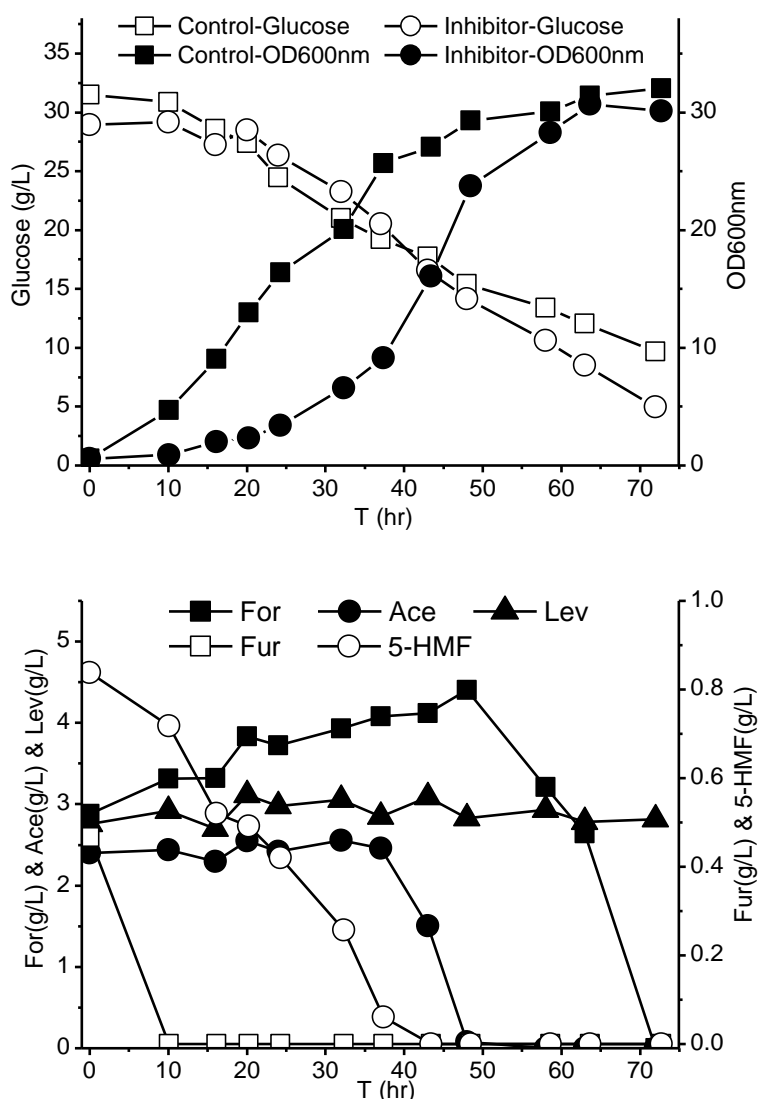 Control-Glucose Inhibitor-Glucose
Control-OD600nm Inhibitor-OD600nm
Glucose (g/L)
35
30
25
20
15
10
5
0
OD600nm
30
20
10
0
0 10 20 30 40 50 60 70
T (hr)
For Ace Lev
Fur 5-HMF
For(g/L) & Ace(g/L) & Lev(g/L)
5
4
3
2
1
0
Fur(g/L) & 5-HMF(g/L)
1.0
0.8
0.6
0.4
0.2
0.0
0 10 20 30 40 50 60 70
T (hr)